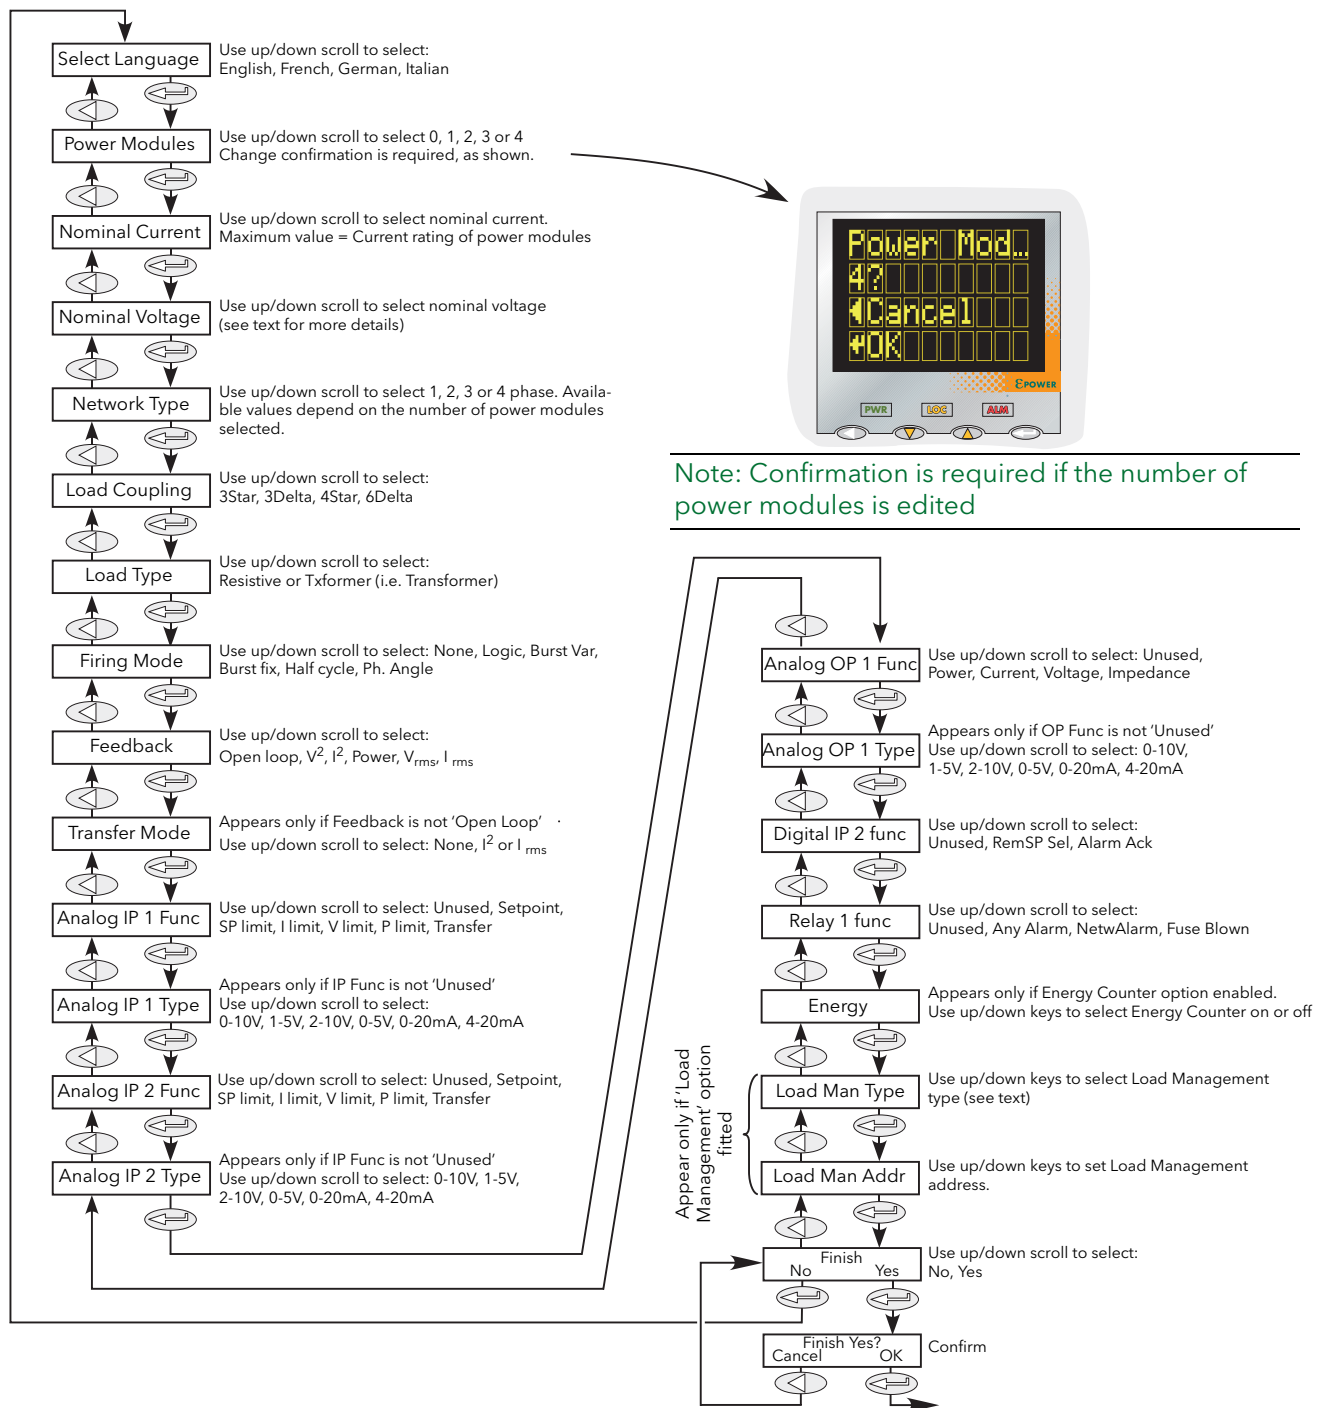 Select Language
Use up/down scroll to select:
English, French, German, Italian
Power Modules
Use up/down scroll to select 0, 1, 2, 3 or 4
Change confirmation is required, as shown.
Nominal Current
Use up/down scroll to select nominal current.
Maximum value = Current rating of power modules
Nominal Voltage
Use up/down scroll to select nominal voltage
(see text for more details)
Network Type
Use up/down scroll to select 1, 2, 3 or 4 phase. Availa-
ble values depend on the number of power modules
selected.
Load Coupling
Use up/down scroll to select:
3Star, 3Delta, 4Star, 6Delta
Load Type
Use up/down scroll to select:
Resistive or Txformer (i.e. Transformer)
Firing Mode
Use up/down scroll to select: None, Logic, Burst Var,
Burst fix, Half cycle, Ph. Angle
Feedback
Use up/down scroll to select:
Open loop, V², I², Power, Vrms, I rms
Transfer Mode
Appears only if Feedback is not ‘Open Loop’ ·
Use up/down scroll to select: None, I² or I rms
Analog IP 1 Func
Use up/down scroll to select: Unused, Setpoint,
SP limit, I limit, V limit, P limit, Transfer
Analog IP 1 Type
Appears only if IP Func is not ‘Unused’
Use up/down scroll to select:
0-10V, 1-5V, 2-10V, 0-5V, 0-20mA, 4-20mA
Analog IP 2 Func
Use up/down scroll to select: Unused, Setpoint,
SP limit, I limit, V limit, P limit, Transfer
Analog IP 2 Type
Appears only if IP Func is not ‘Unused’
Use up/down scroll to select: 0-10V, 1-5V,
2-10V, 0-5V, 0-20mA, 4-20mA
Power Mod…
4?
Cancel
OK
EPOWER
PWR
LOC
ALM
Note: Confirmation is required if the number of
power modules is edited
Analog OP 1 Func
Use up/down scroll to select: Unused,
Power, Current, Voltage, Impedance
Analog OP 1 Type
Appears only if OP Func is not ‘Unused’
Use up/down scroll to select: 0-10V,
1-5V, 2-10V, 0-5V, 0-20mA, 4-20mA
Digital IP 2 func
Use up/down scroll to select:
Unused, RemSP Sel, Alarm Ack
Relay 1 func
Use up/down scroll to select:
Unused, Any Alarm, NetwAlarm, Fuse Blown
Energy
Appears only if Energy Counter option enabled.
Use up/down keys to select Energy Counter on or off
Appear only if ‘Load
Management’ option
fitted
Load Man Type
Use up/down keys to select Load Management
type (see text)
Load Man Addr
Use up/down keys to set Load Management
address.
Finish
No Yes
Use up/down scroll to select:
No, Yes
Finish Yes?
Cancel OK
Confirm